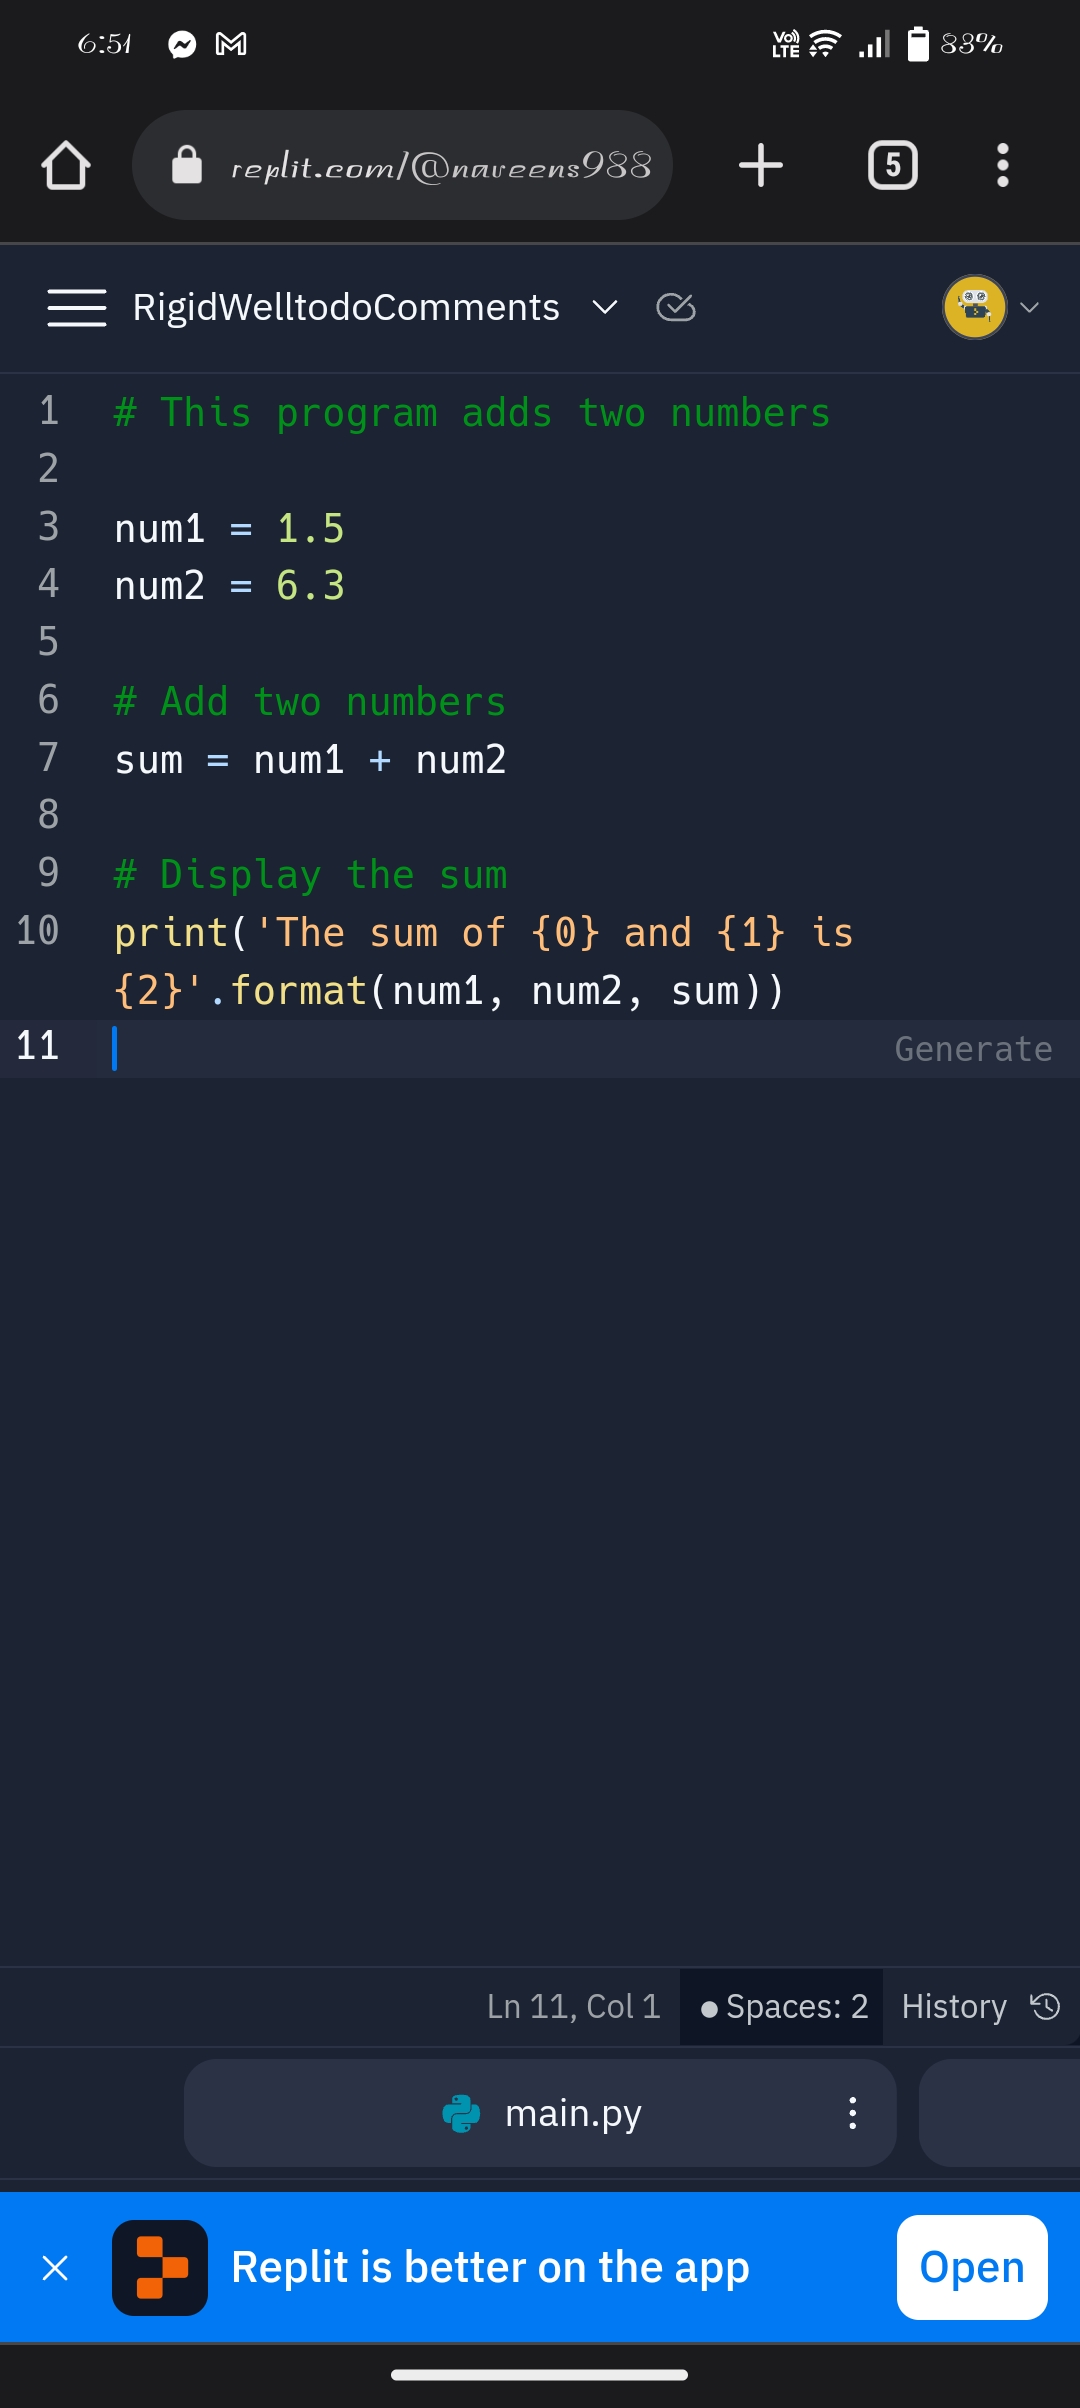 6:51 Vo) LTE 83%
replit.com/@naveens988 5
RigidWelltodoComments
1 # This program adds two numbers
2
3 num1 = 1.5
4 num2 = 6.3
5
6 # Add two numbers
7 sum = num1 + num2
8
9 # Display the sum
10 print('The sum of {0} and {1} is
{2}'.format(num1, num2, sum))
11 Generate
Ln 11, Col 1 Spaces: 2 History
main.py
Replit is better on the app Open